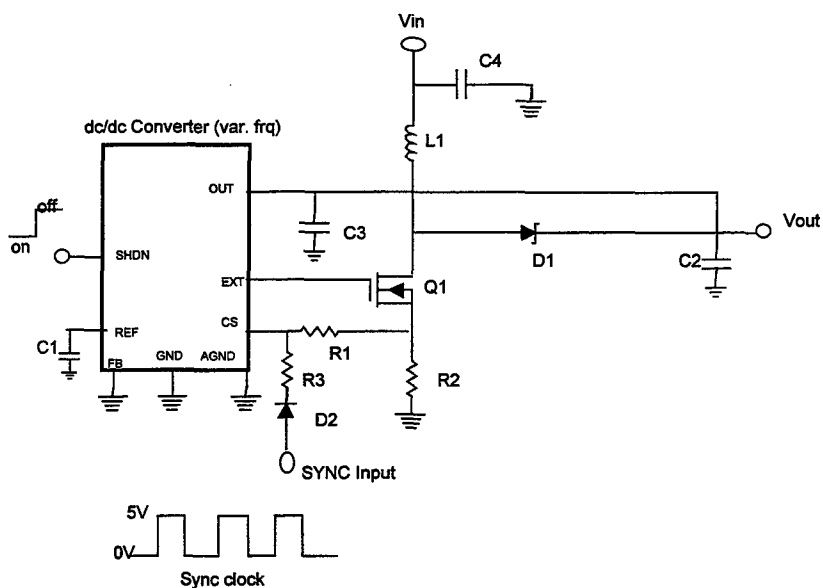 Vin
C4
dc/dc Converter (var. frq)
L1
OUT
off
on
C3
Vout
SHDN
D1
C2
EXT
Q1
CS
REF
C1
R1
FB
GND
AGND
R3
R2
D2
SYNC Input
5V
0V
Sync clock